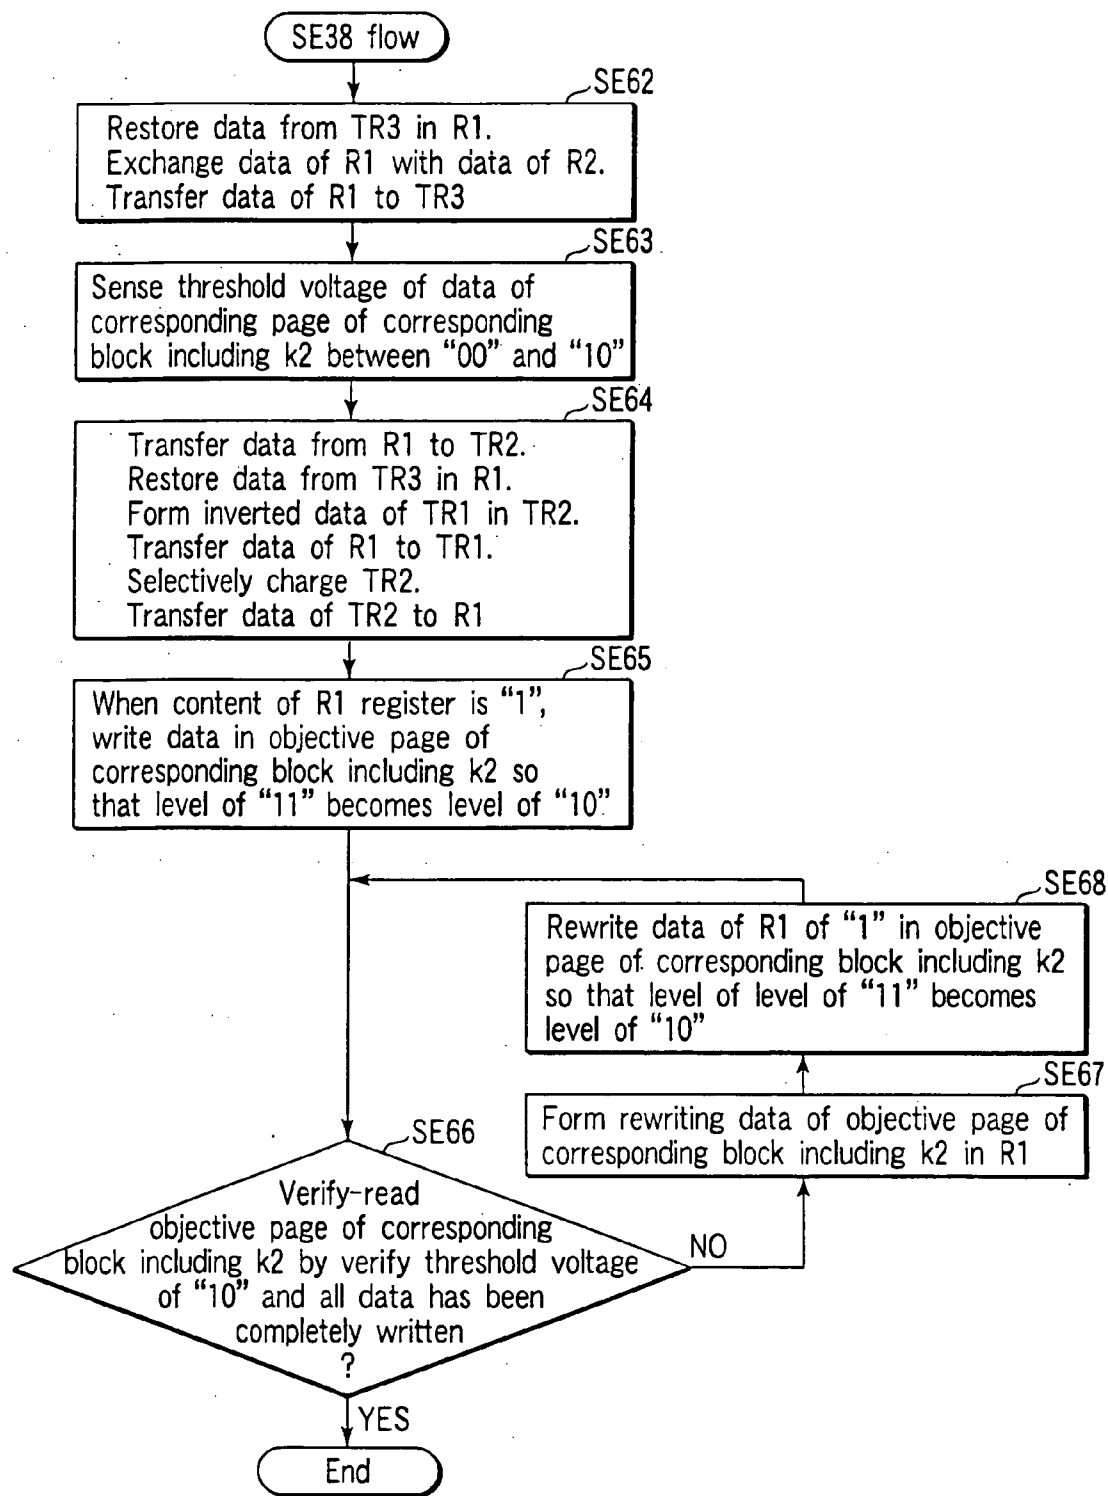 SE38 flow
SE62
Restore data from TR3 in R1.
Exchange data of R1 with data of R2.
Transfer data of R1 to TR3
SE63
Sense threshold voltage of data of
corresponding page of corresponding
block including k2 between “00” and “10”
SE64
Transfer data from R1 to TR2.
Restore data from TR3 in R1.
Form inverted data of TR1 in TR2.
Transfer data of R1 to TR1.
Selectively charge TR2.
Transfer data of TR2 to R1
SE65
When content of R1 register is “1”,
write data in objective page of
corresponding block including k2 so
that level of “11” becomes level of “10”
SE68
Rewrite data of R1 of “1” in objective
page of corresponding block including k2
so that level of level of “11” becomes
level of “10”
SE67
Form rewriting data of objective page of
corresponding block including k2 in R1
SE66
Verify-read
objective page of corresponding
block including k2 by verify threshold voltage
of “10” and all data has been
completely written
?
NO
YES
End